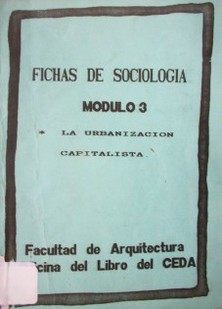 FICHAS DE SOCIOLOGIA
MODULO 3
* LA URBANIZACION
CAPITALISTA.
Facultad de Arquitectura
icina del Libro del CEDA